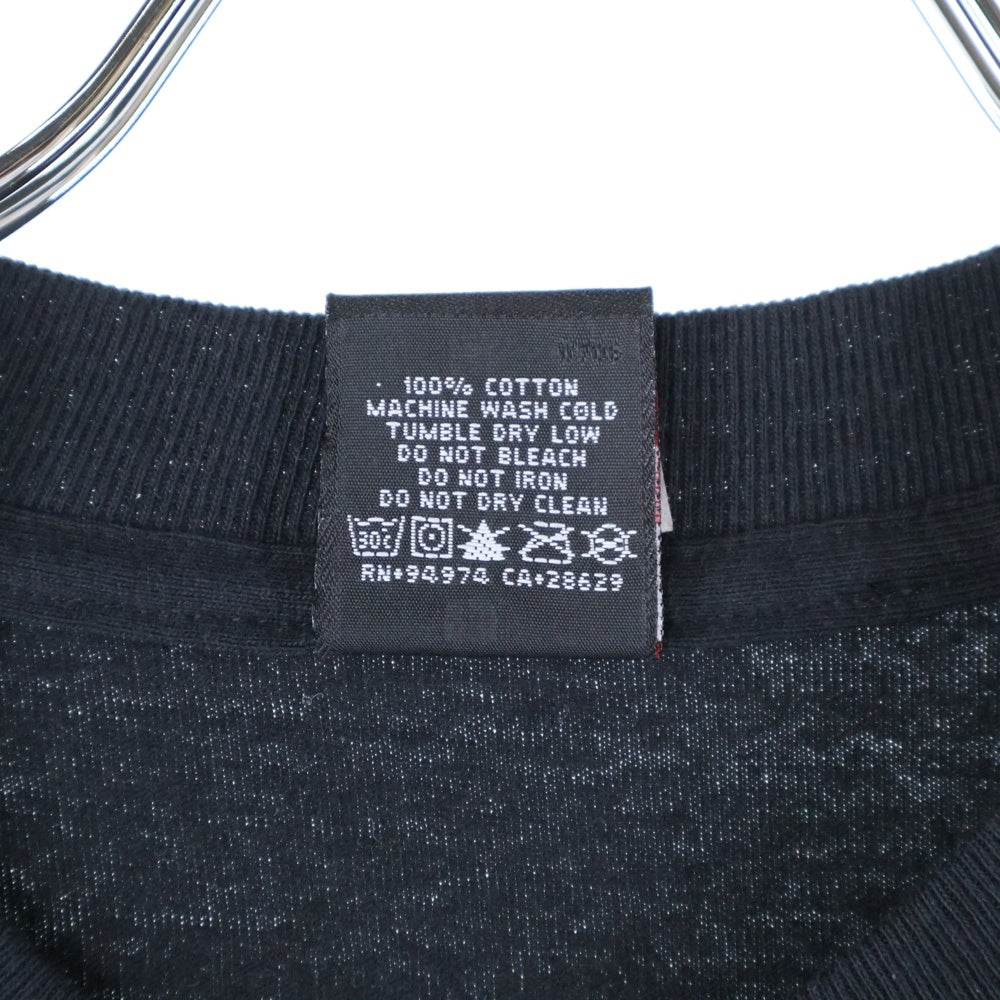 100% COTTON
MACHINE WASH COLD
TUMBLE DRY LOW
DO NOT BLEACH
DO NOT IRON
DO NOT DRY CLEAN
30C
RN•94974 CA•28629